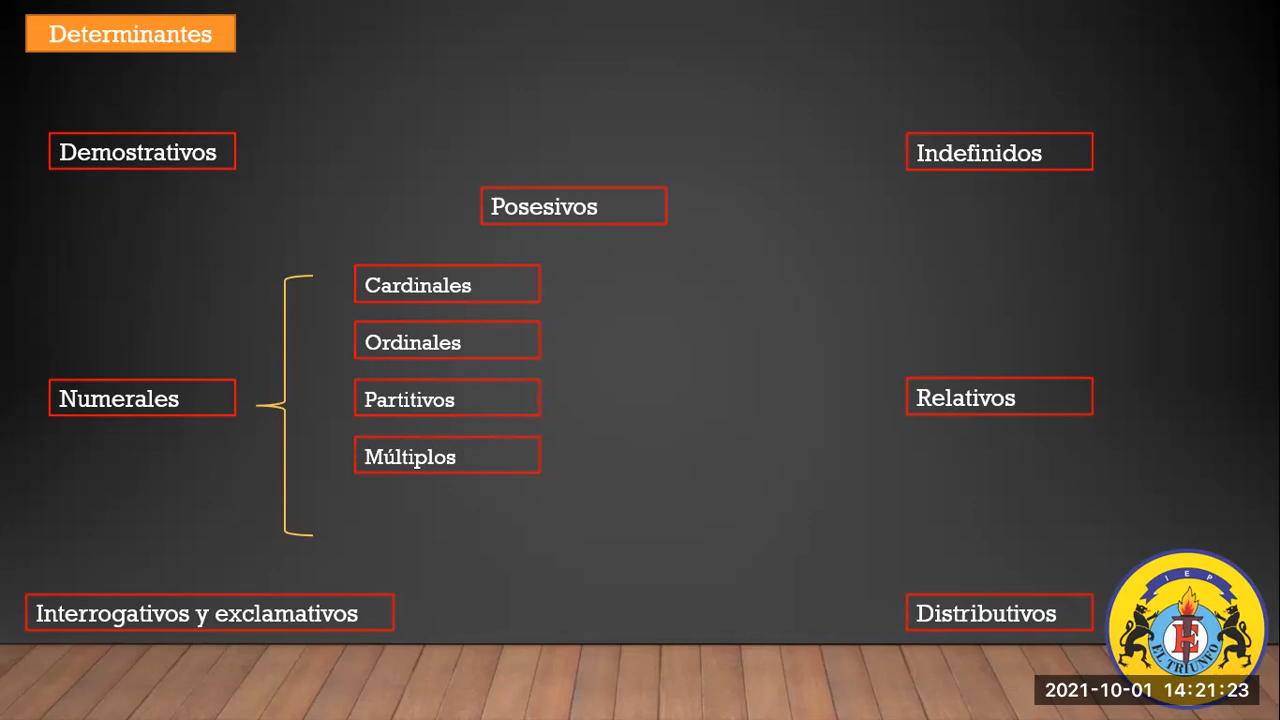 Determinantes
Demostrativos
Indefinidos
Posesivos
Cardinales
Ordinales
Numerales
Partitivos
Relativos
Múltiplos
Interrogativos y exclamativos
Distributivos
I E P
E
EL TRIUNFO
2021-10-01 14:21:23